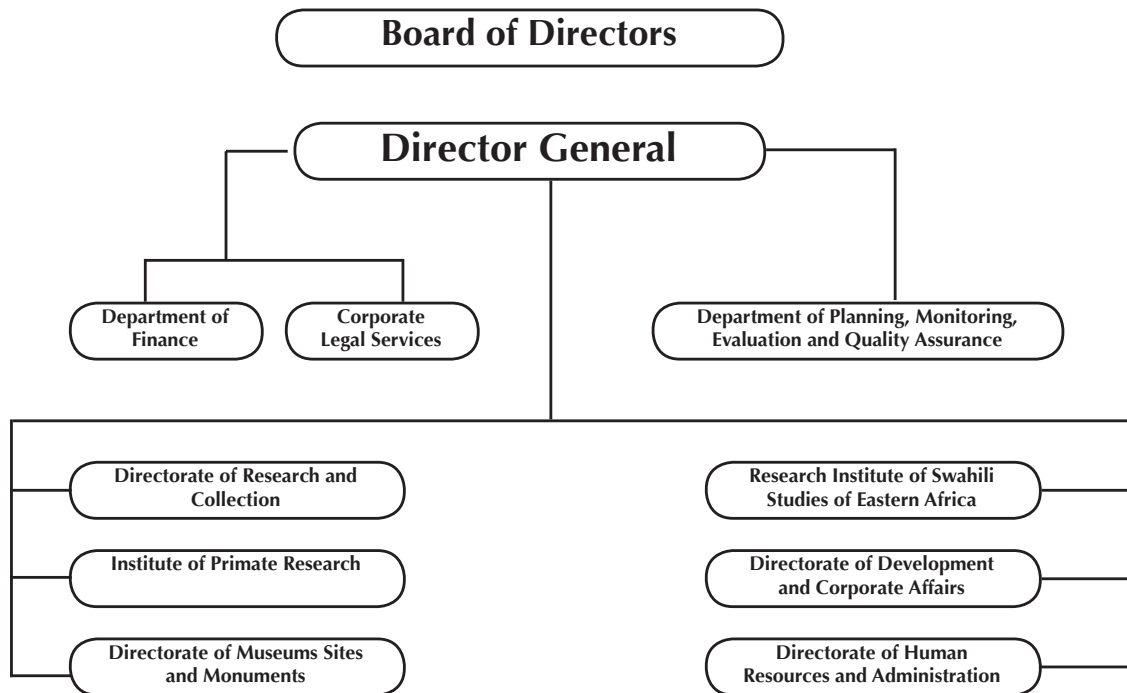 Board of Directors
Director General
Department of
Finance
Corporate
Legal Services
Department of Planning, Monitoring,
Evaluation and Quality Assurance
Directorate of Research and
Collection
Research Institute of Swahili
Studies of Eastern Africa
Institute of Primate Research
Directorate of Development
and Corporate Affairs
Directorate of Museums Sites
and Monuments
Directorate of Human
Resources and Administration